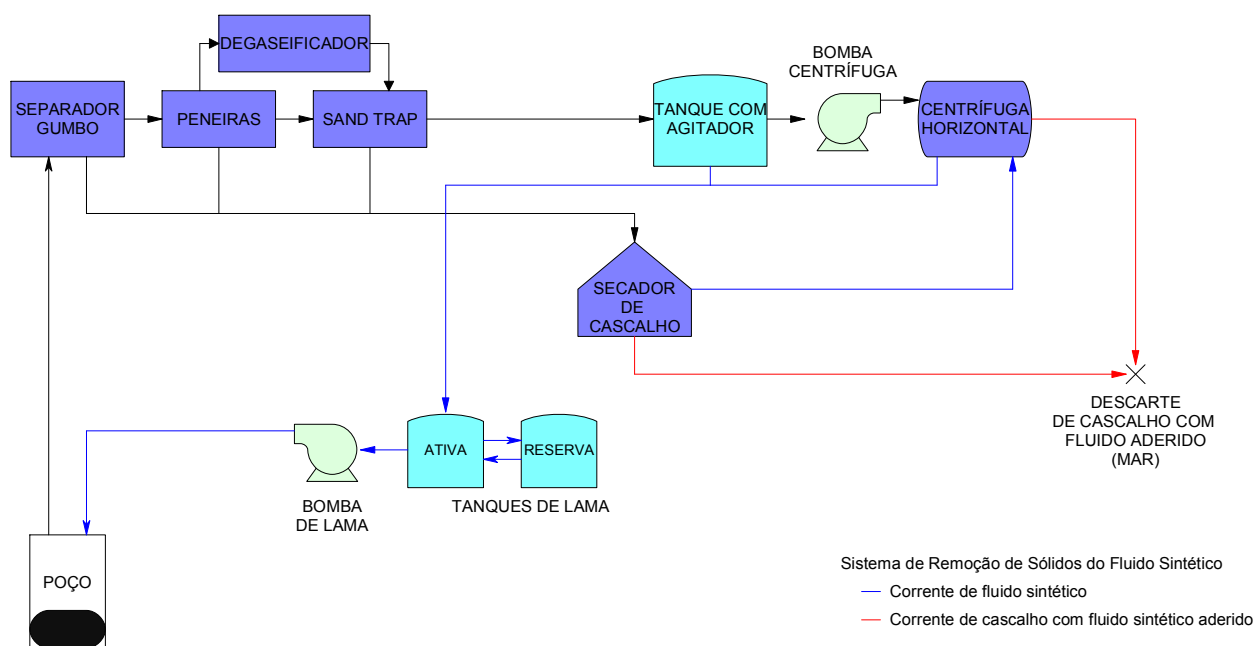 DEGASEIFICADOR
BOMBA
CENTRÍFUGA
SEPARADOR
GUMBO
PENEIRAS
SAND TRAP
TANQUE COM
AGITADOR
CENTRÍFUGA
HORIZONTAL
SECADOR
DE
CASCALHO
DESCARTE
DE CASCALHO COM
FLUIDO ADERIDO
(MAR)
ATIVA
RESERVA
BOMBA
DE LAMA
TANQUES DE LAMA
POÇO
Sistema de Remoção de Sólidos do Fluido Sintético
Corrente de fluido sintético
Corrente de cascalho com fluido sintético aderido